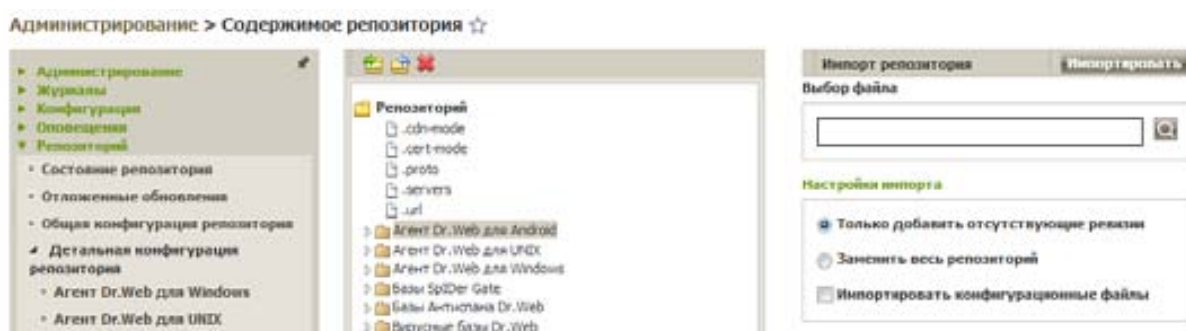 Администрирование > Содержимое репозитория
Администрирование
Журналы
Конфигурация
Оповещения
Репозиторий
Состояние репозитория
Отложенные обновления
Общая конфигурация репозитория
Детальная конфигурация
репозитория
Агент Dr.Web для Windows
Агент Dr.Web для UNIX
Репозиторий
.cdn-mode
.cert-mode
.proto
.servers
.url
Агент Dr.Web для Android
Агент Dr.Web для UNIX
Агент Dr.Web для Windows
Базы SpIDer Gate
Базы Антиспама Dr.Web
Вирусные базы Dr.Web
Импорт репозитория
Импортировать
Выбор файла
Настройки импорта
Только добавить отсутствующие ревизии
Заменить весь репозиторий
Импортировать конфигурационные файлы